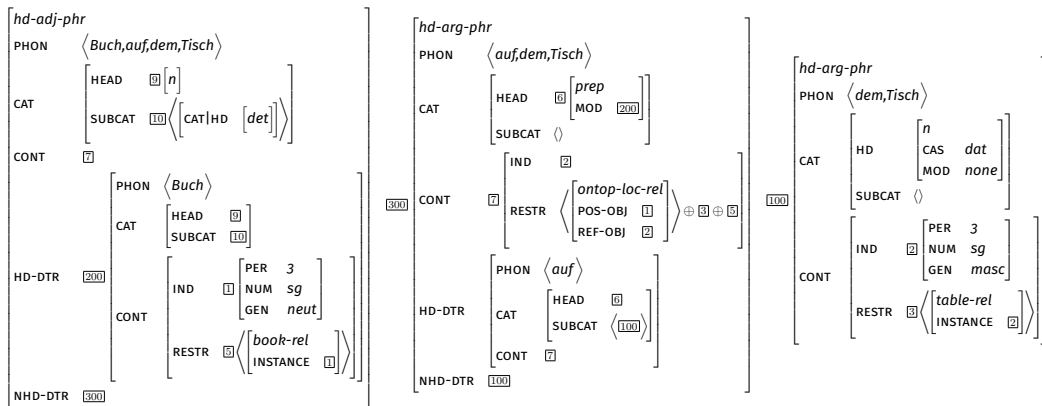 hd-adj-phr
PHON ⟨Buch,auf,dem,Tisch⟩
CAT
HEAD 9 [n]
SUBCAT 10 ⟨[CAT|HD [det]]⟩
CONT 7
HD-DTR 200
PHON ⟨Buch⟩
CAT
HEAD 9
SUBCAT 10
CONT
IND 1
PER 3
NUM sg
GEN neut
RESTR 5 ⟨
book-rel
INSTANCE 1
⟩
NHD-DTR 300
300
hd-arg-phr
PHON ⟨auf,dem,Tisch⟩
CAT
HEAD 6
prep
MOD 200
SUBCAT ⟨⟩
CONT 7
IND 2
RESTR ⟨
ontop-loc-rel
POS-OBJ 1
REF-OBJ 2
⟩ ⊕ 3 ⊕ 5
HD-DTR
PHON ⟨auf⟩
CAT
HEAD 6
SUBCAT ⟨100⟩
CONT 7
NHD-DTR 100
100
hd-arg-phr
PHON ⟨dem,Tisch⟩
CAT
HD
n
CAS dat
MOD none
SUBCAT ⟨⟩
CONT
IND 2
PER 3
NUM sg
GEN masc
RESTR 3 ⟨
table-rel
INSTANCE 2
⟩